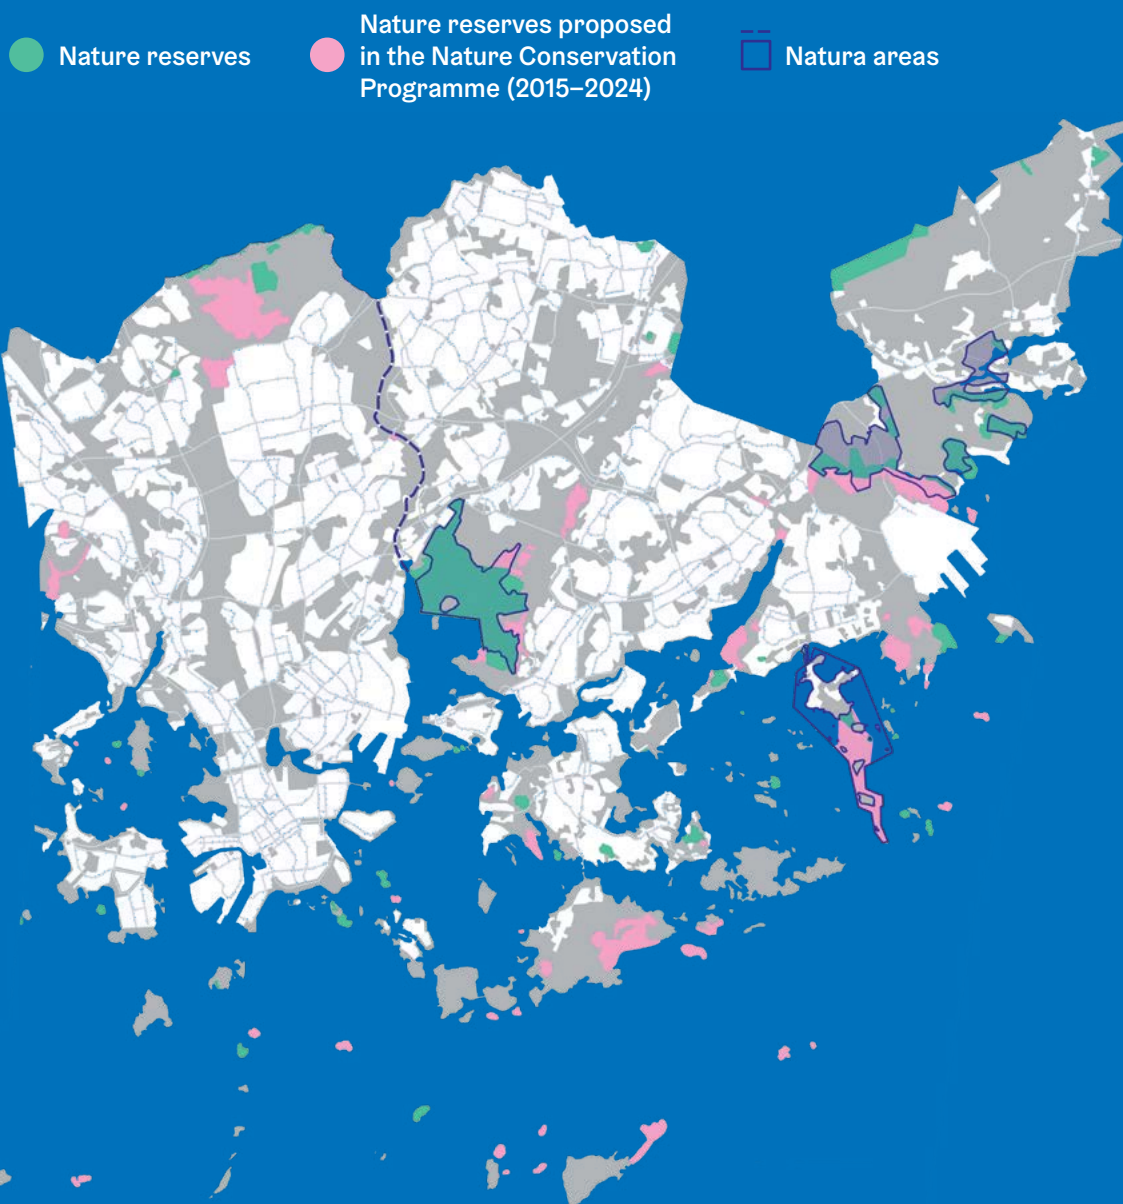 Nature reserves
Nature reserves proposed
in the Nature Conservation
Programme (2015–2024)
Natura areas